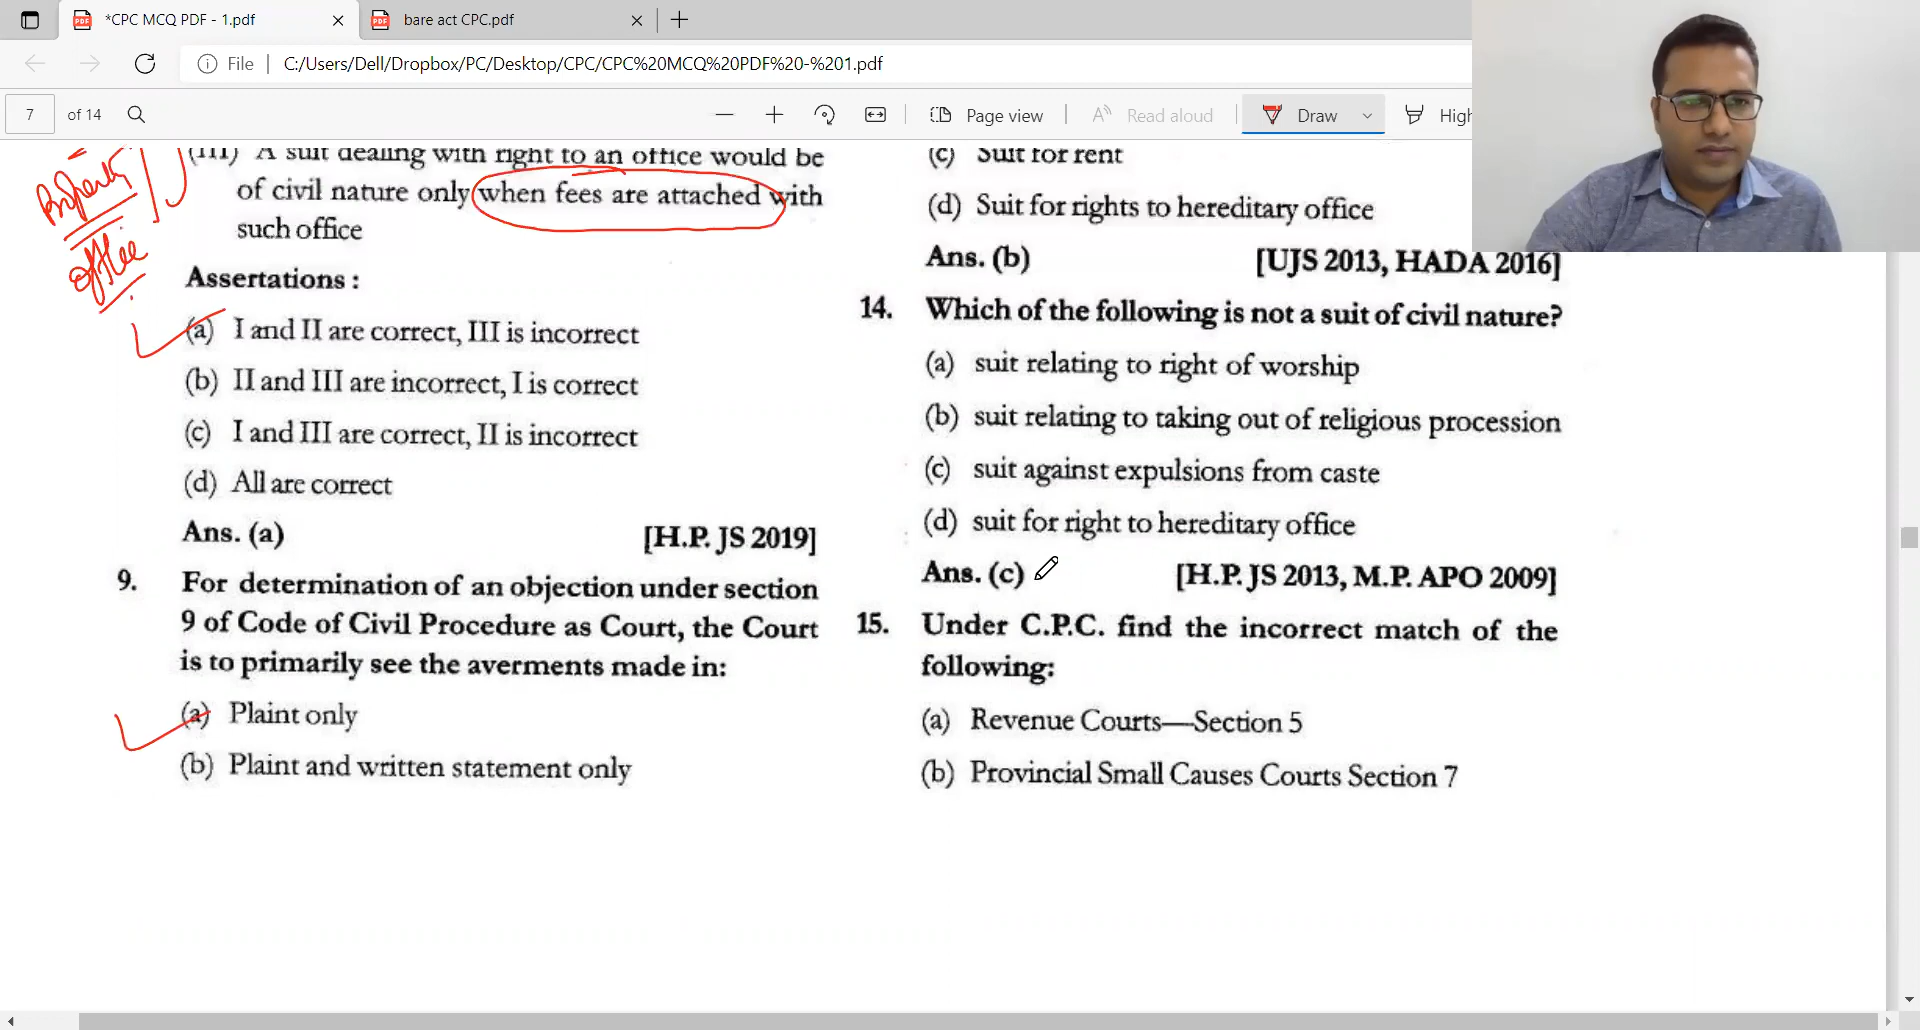 *CPC MCQ PDF - 1.pdf
bare act CPC.pdf
File
C:/Users/Dell/Dropbox/PC/Desktop/CPC/CPC%20MCQ%20PDF%20-%201.pdf
7 of 14
Page view
Read aloud
Draw
High
(III) A suit dealing with right to an office would be
of civil nature only when fees are attached with
such office
Property
office
Assertations :
(a) I and II are correct, III is incorrect
(b) II and III are incorrect, I is correct
(c) I and III are correct, II is incorrect
(d) All are correct
Ans. (a) [H.P. JS 2019]
9. For determination of an objection under section
9 of Code of Civil Procedure as Court, the Court
is to primarily see the averments made in:
(a) Plaint only
(b) Plaint and written statement only
(c) Suit for rent
(d) Suit for rights to hereditary office
Ans. (b) [UJS 2013, HADA 2016]
14. Which of the following is not a suit of civil nature?
(a) suit relating to right of worship
(b) suit relating to taking out of religious procession
(c) suit against expulsions from caste
(d) suit for right to hereditary office
Ans. (c) [H.P. JS 2013, M.P. APO 2009]
15. Under C.P.C. find the incorrect match of the
following:
(a) Revenue Courts—Section 5
(b) Provincial Small Causes Courts Section 7